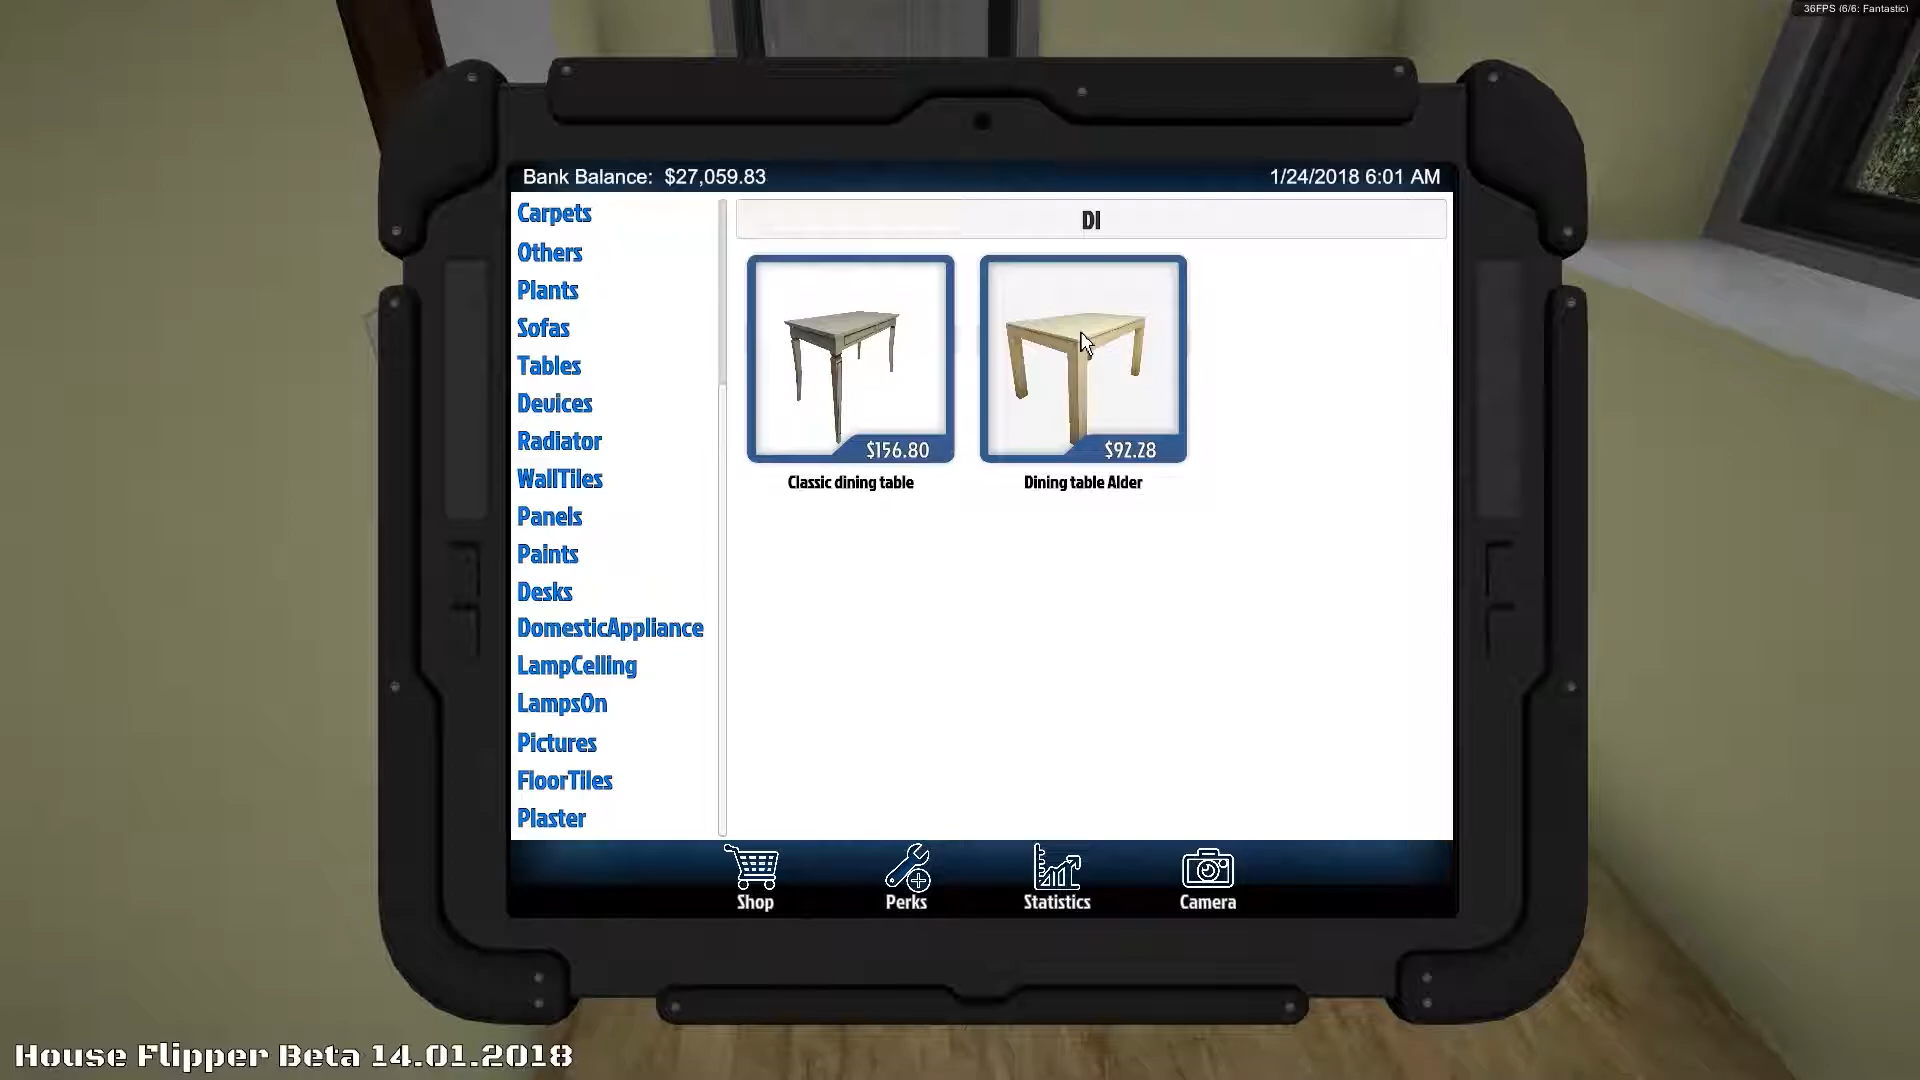 36FPS (6/6: Fantastic)
Bank Balance: $27,059.83
1/24/2018 6:01 AM
Carpets
Others
Plants
Sofas
Tables
Devices
Radiator
WallTiles
Panels
Paints
Desks
DomesticAppliance
LampCelling
LampsOn
Pictures
FloorTiles
Plaster
DI
$156.80
$92.28
Classic dining table
Dining table Alder
Shop
Perks
Statistics
Camera
House Flipper Beta 14.01.2018